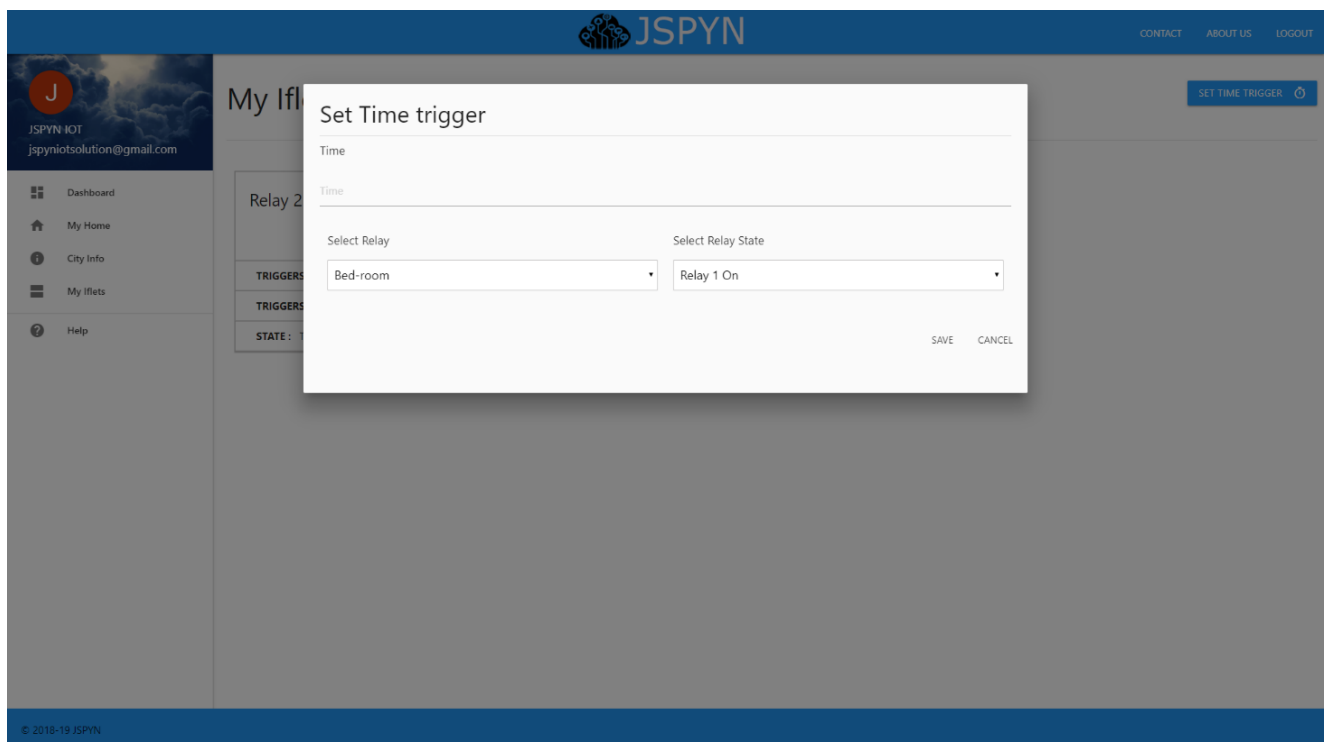 JSPYN
CONTACT ABOUT US LOGOUT
J
JSPYN IOT
jspyniotsolution@gmail.com
Dashboard
My Home
City Info
My Iflets
Help
My Ifl
SET TIME TRIGGER
Relay 2
TRIGGERS
TRIGGERS
STATE :
Set Time trigger
Time
Time
Select Relay Select Relay State
Bed-room Relay 1 On
SAVE CANCEL
© 2018-19 JSPYN